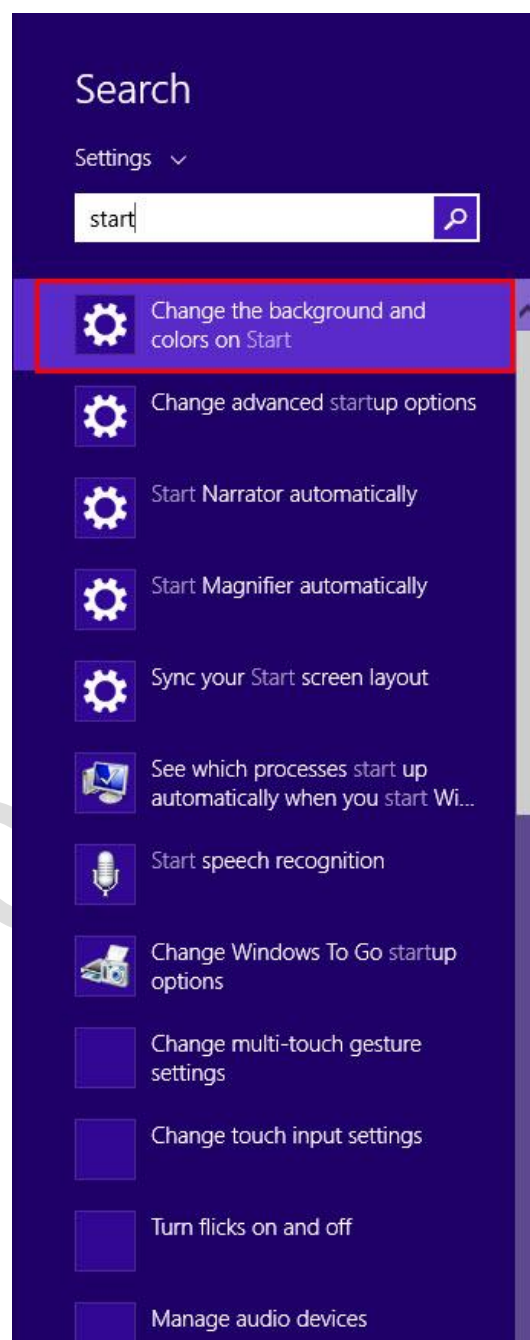 Search
Settings
start
Change the background and
colors on Start
Change advanced startup options
Start Narrator automatically
Start Magnifier automatically
Sync your Start screen layout
See which processes start up
automatically when you start Wi...
Start speech recognition
Change Windows To Go startup
options
Change multi-touch gesture
settings
Change touch input settings
Turn flicks on and off
Manage audio devices